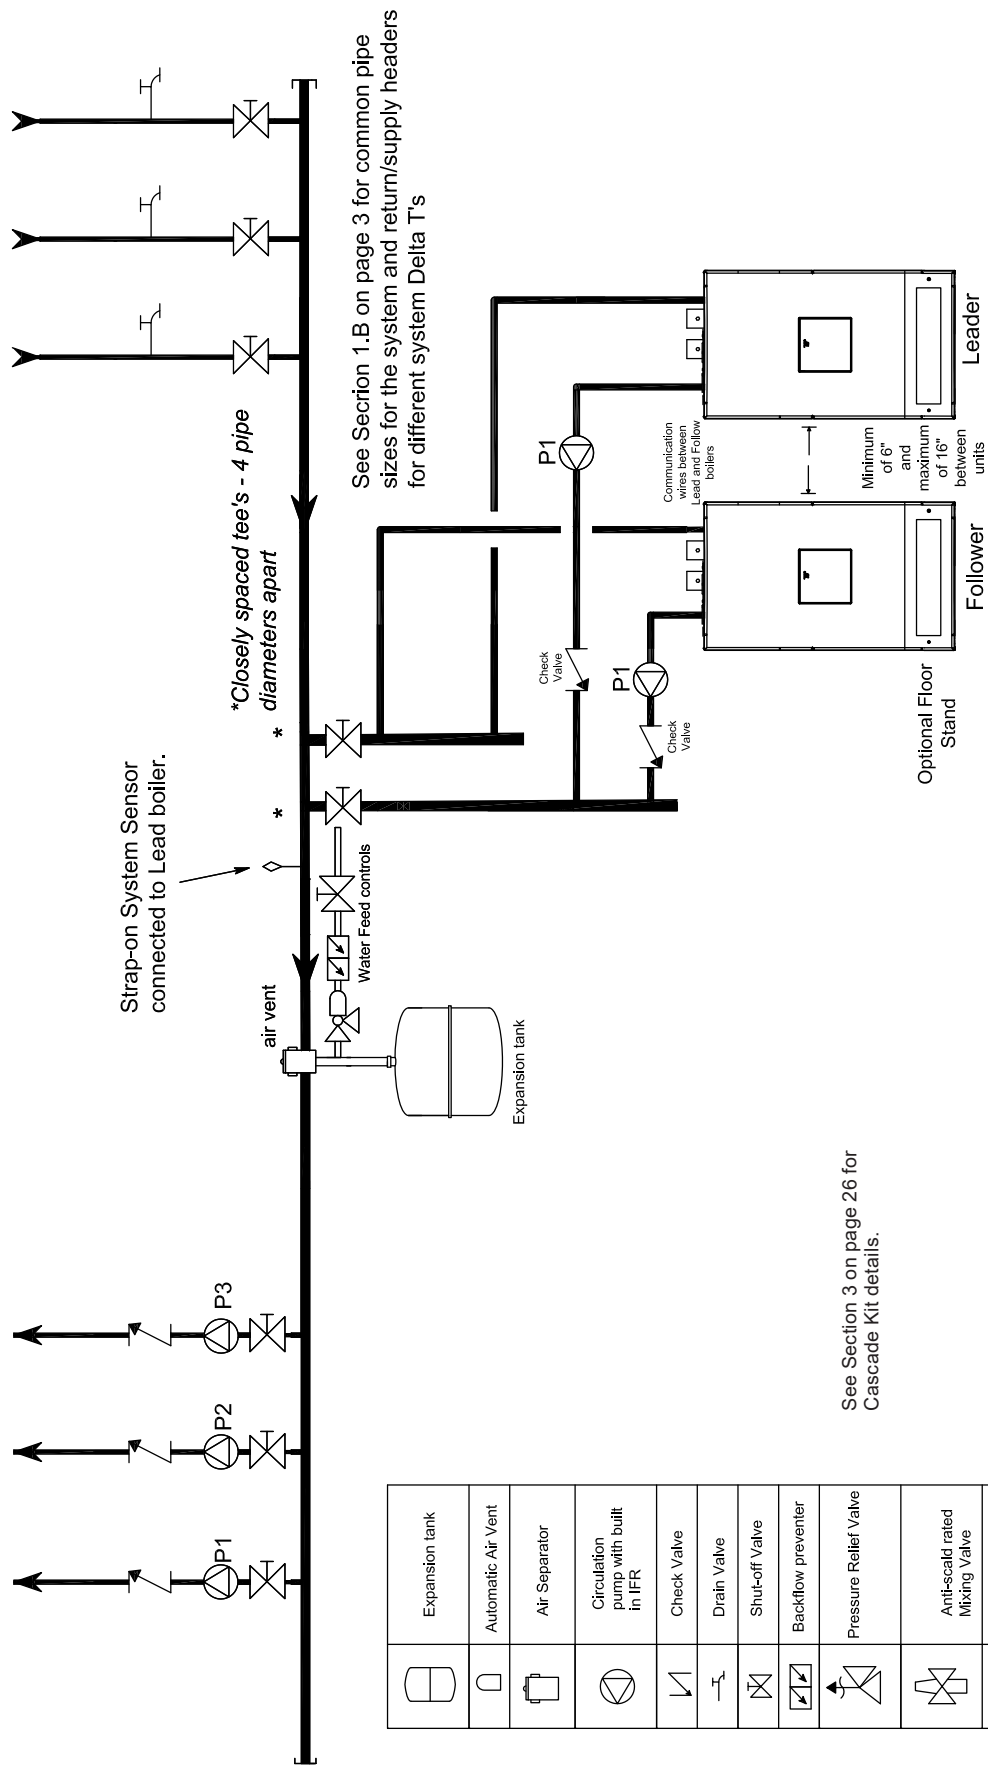 Strap-on System Sensor
connected to Lead boiler.
*Closely spaced tee's - 4 pipe
diameters apart
*
*
See Secrion 1.B on page 3 for common pipe
sizes for the system and return/supply headers
for different system Delta T's
P1
P2
P3
air vent
Water Feed controls
Expansion tank
Check
Valve
P1
Check
Valve
P1
Communication
wires between
Lead and Follow
boilers
Minimum
of 6"
and
maximum
of 16"
between
units
Leader
Follower
Optional Floor
Stand
See Section 3 on page 26 for
Cascade Kit details.
Expansion tank
Automatic Air Vent
Air Separator
Circulation
pump with built
in IFR
Check Valve
Drain Valve
Shut-off Valve
Backflow preventer
Pressure Relief Valve
Anti-scald rated
Mixing Valve